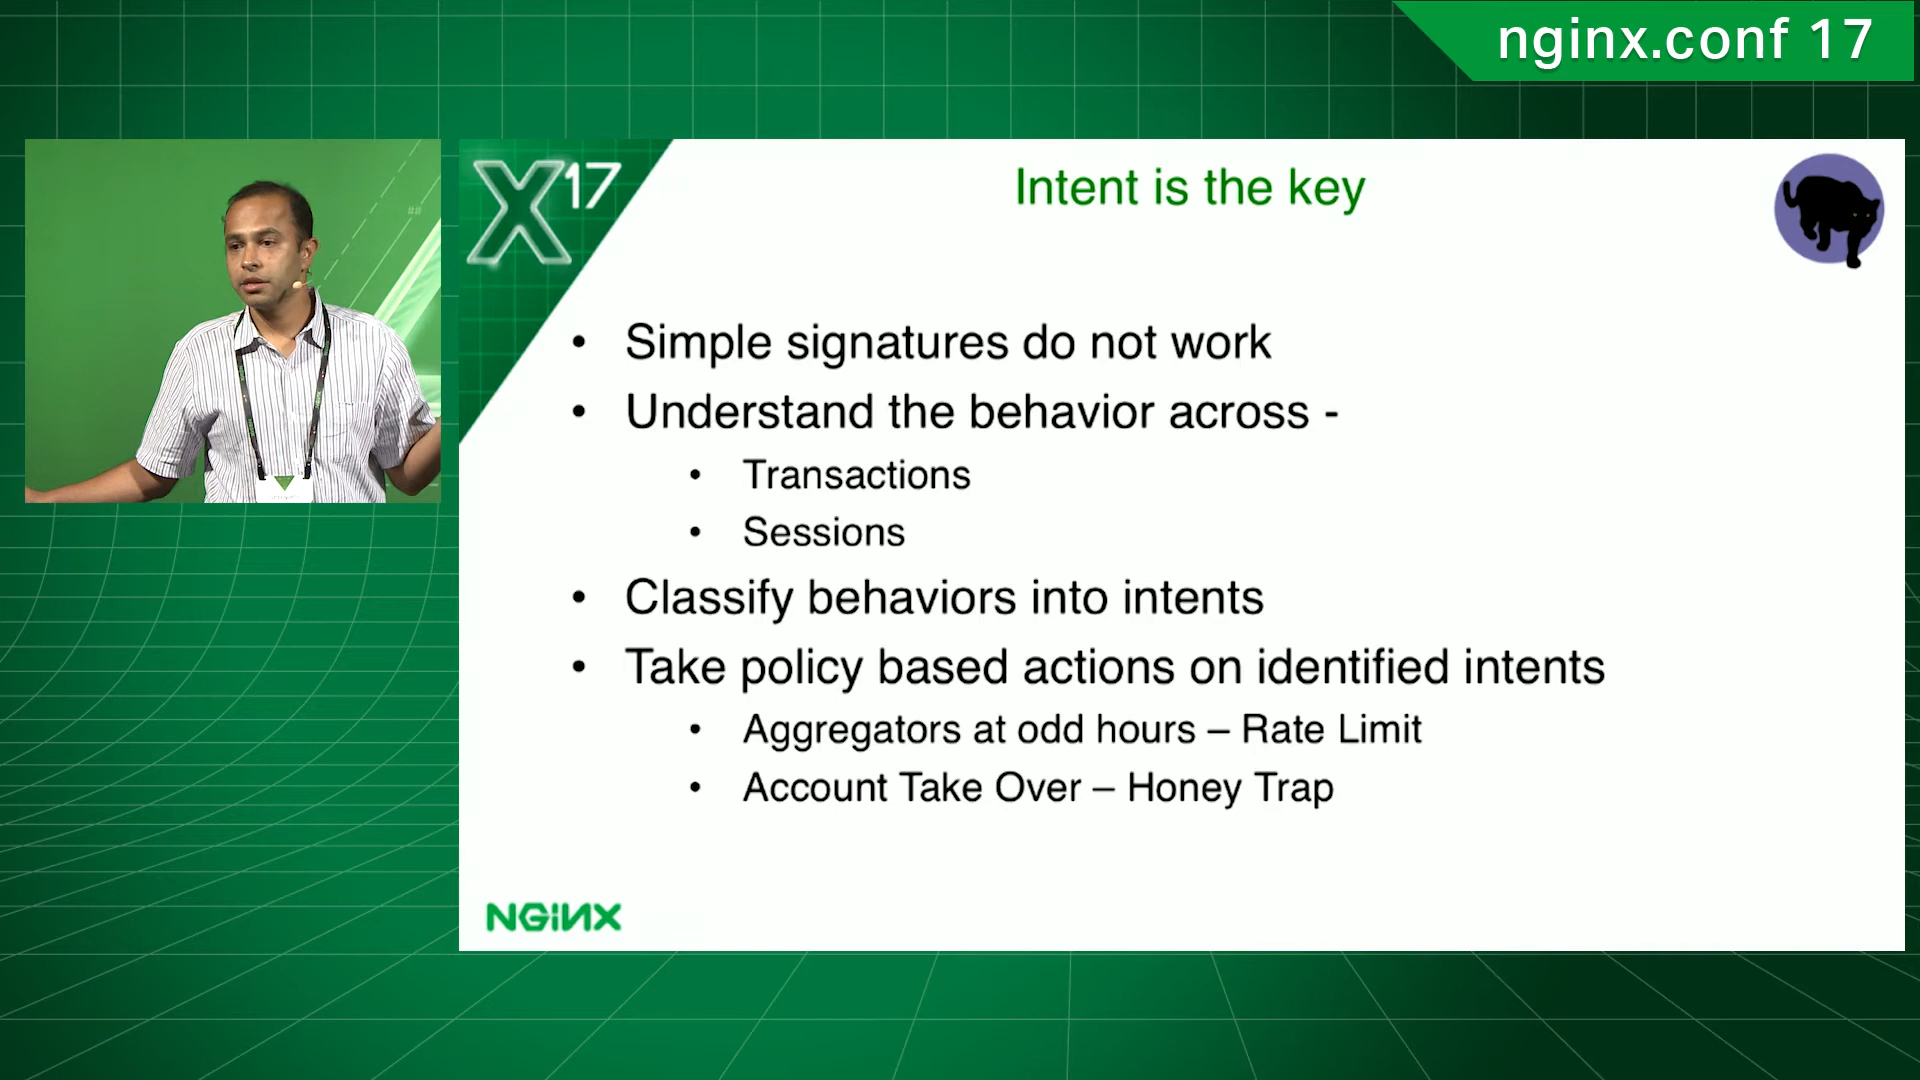 nginx.conf 17
X17
Intent is the key
• Simple signatures do not work
• Understand the behavior across -
• Transactions
• Sessions
• Classify behaviors into intents
• Take policy based actions on identified intents
• Aggregators at odd hours – Rate Limit
• Account Take Over – Honey Trap
NGiNX